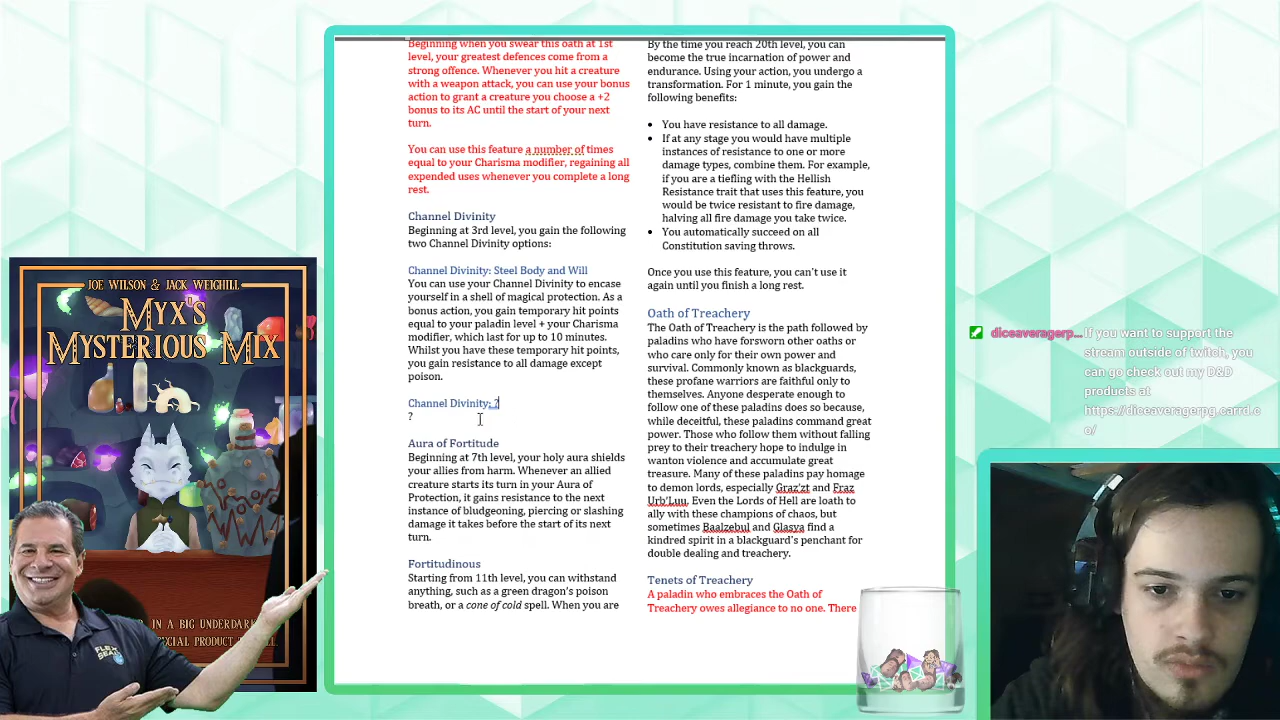 Beginning when you swear this oath at 1st
level, your greatest defences come from a
strong offence. Whenever you hit a creature
with a weapon attack, you can use your bonus
action to grant a creature you choose a +2
bonus to its AC until the start of your next
turn.
You can use this feature a number of times
equal to your Charisma modifier, regaining all
expended uses whenever you complete a long
rest.
Channel Divinity
Beginning at 3rd level, you gain the following
two Channel Divinity options:
Channel Divinity: Steel Body and Will
You can use your Channel Divinity to encase
yourself in a shell of magical protection. As a
bonus action, you gain temporary hit points
equal to your paladin level + your Charisma
modifier, which last for up to 10 minutes.
Whilst you have these temporary hit points,
you gain resistance to all damage except
poison.
Channel Divinity: ?
?
Aura of Fortitude
Beginning at 7th level, your holy aura shields
your allies from harm. Whenever an allied
creature starts its turn in your Aura of
Protection, it gains resistance to the next
instance of bludgeoning, piercing or slashing
damage it takes before the start of its next
turn.
Fortitudinous
Starting from 11th level, you can withstand
anything, such as a green dragon's poison
breath, or a cone of cold spell. When you are
By the time you reach 20th level, you can
become the true incarnation of power and
endurance. Using your action, you undergo a
transformation. For 1 minute, you gain the
following benefits:
• You have resistance to all damage.
• If at any stage you would have multiple
instances of resistance to one or more
damage types, combine them. For example,
if you are a tiefling with the Hellish
Resistance trait that uses this feature, you
would be twice resistant to fire damage,
halving all fire damage you take twice.
• You automatically succeed on all
Constitution saving throws.
Once you use this feature, you can't use it
again until you finish a long rest.
Oath of Treachery
The Oath of Treachery is the path followed by
paladins who have forsworn other oaths or
who care only for their own power and
survival. Commonly known as blackguards,
these profane warriors are faithful only to
themselves. Anyone desperate enough to
follow one of these paladins does so because,
while deceitful, these paladins command great
power. Those who follow them without falling
prey to their treachery hope to indulge in
wanton violence and accumulate great
treasure. Many of these paladins pay homage
to demon lords, especially Graz'zt and Fraz
Urb'Luu. Even the Lords of Hell are loath to
ally with these champions of chaos, but
sometimes Baalzebul and Glasya find a
kindred spirit in a blackguard's penchant for
double dealing and treachery.
Tenets of Treachery
A paladin who embraces the Oath of
Treachery owes allegiance to no one. There
JOE WILSON & JACK WEIGHILL
MYX'S
MYSTERIOUS MIX
IN A BIG UNDERDARK
PRODUCT
FLEX
SEAL
diceaveragerp... If you want to support the
stream outside of twitch, you
can go check out my D&D
products at
https://diceaveragerpg.carrd.c
o/